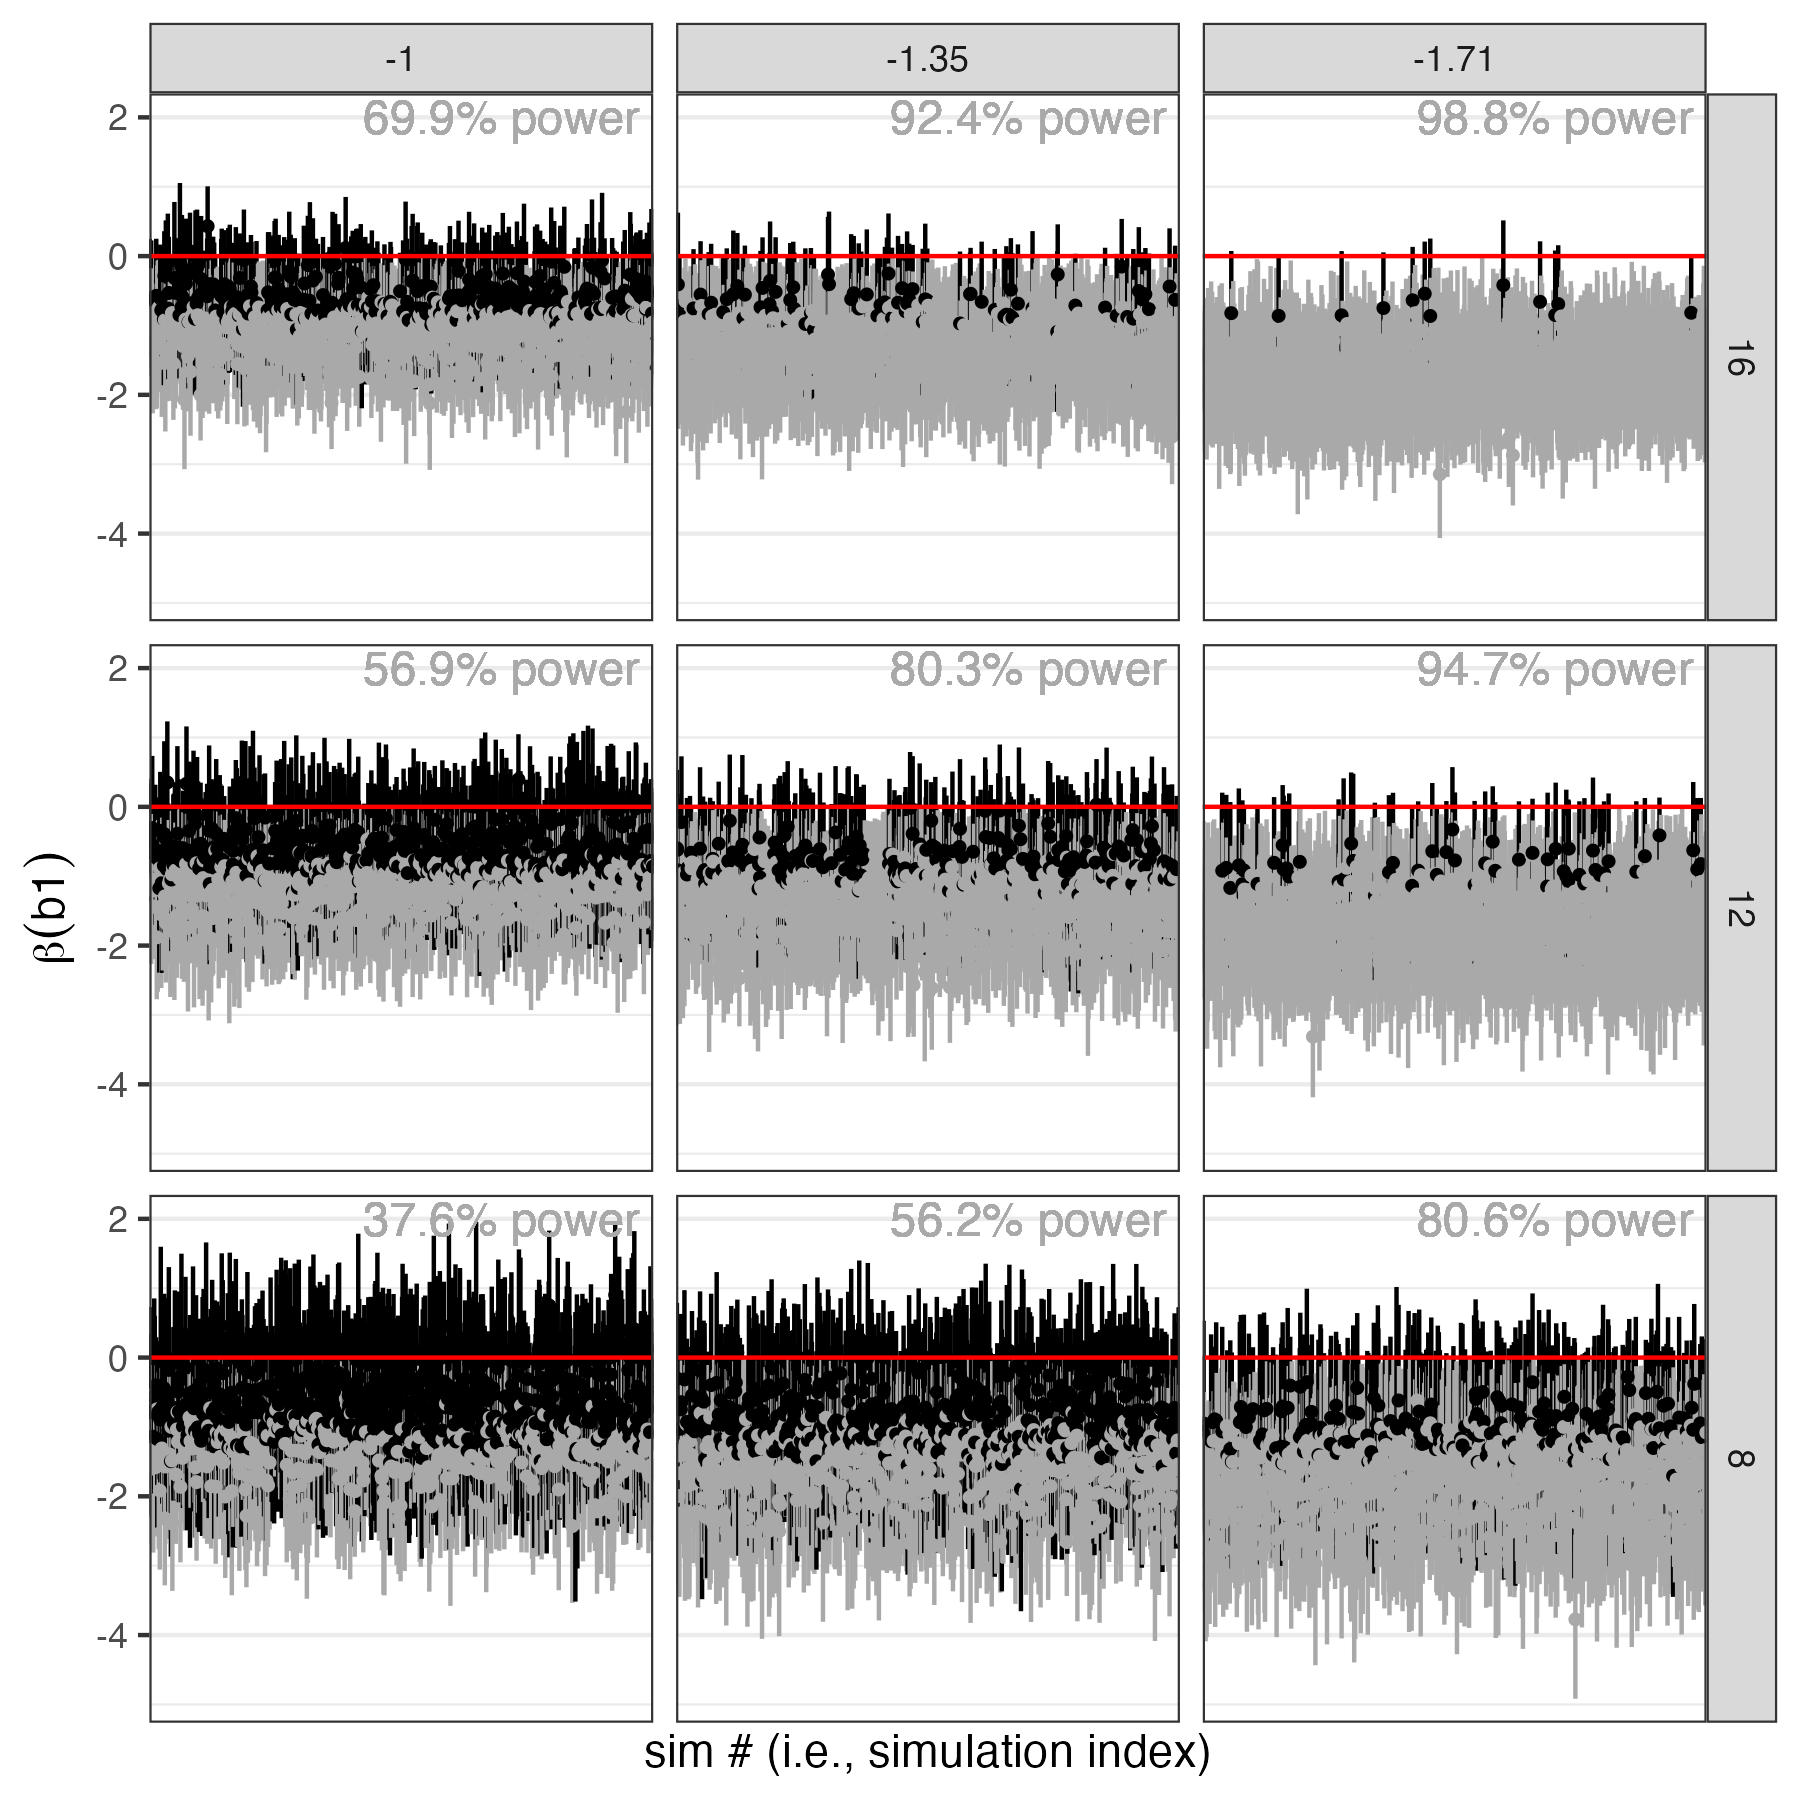 -1
-1.35
-1.71
69.9% power
92.4% power
98.8% power
2
0
-2
-4
16
56.9% power
80.3% power
94.7% power
2
0
-2
-4
12
β(b1)
37.6% power
56.2% power
80.6% power
2
0
-2
-4
8
sim # (i.e., simulation index)